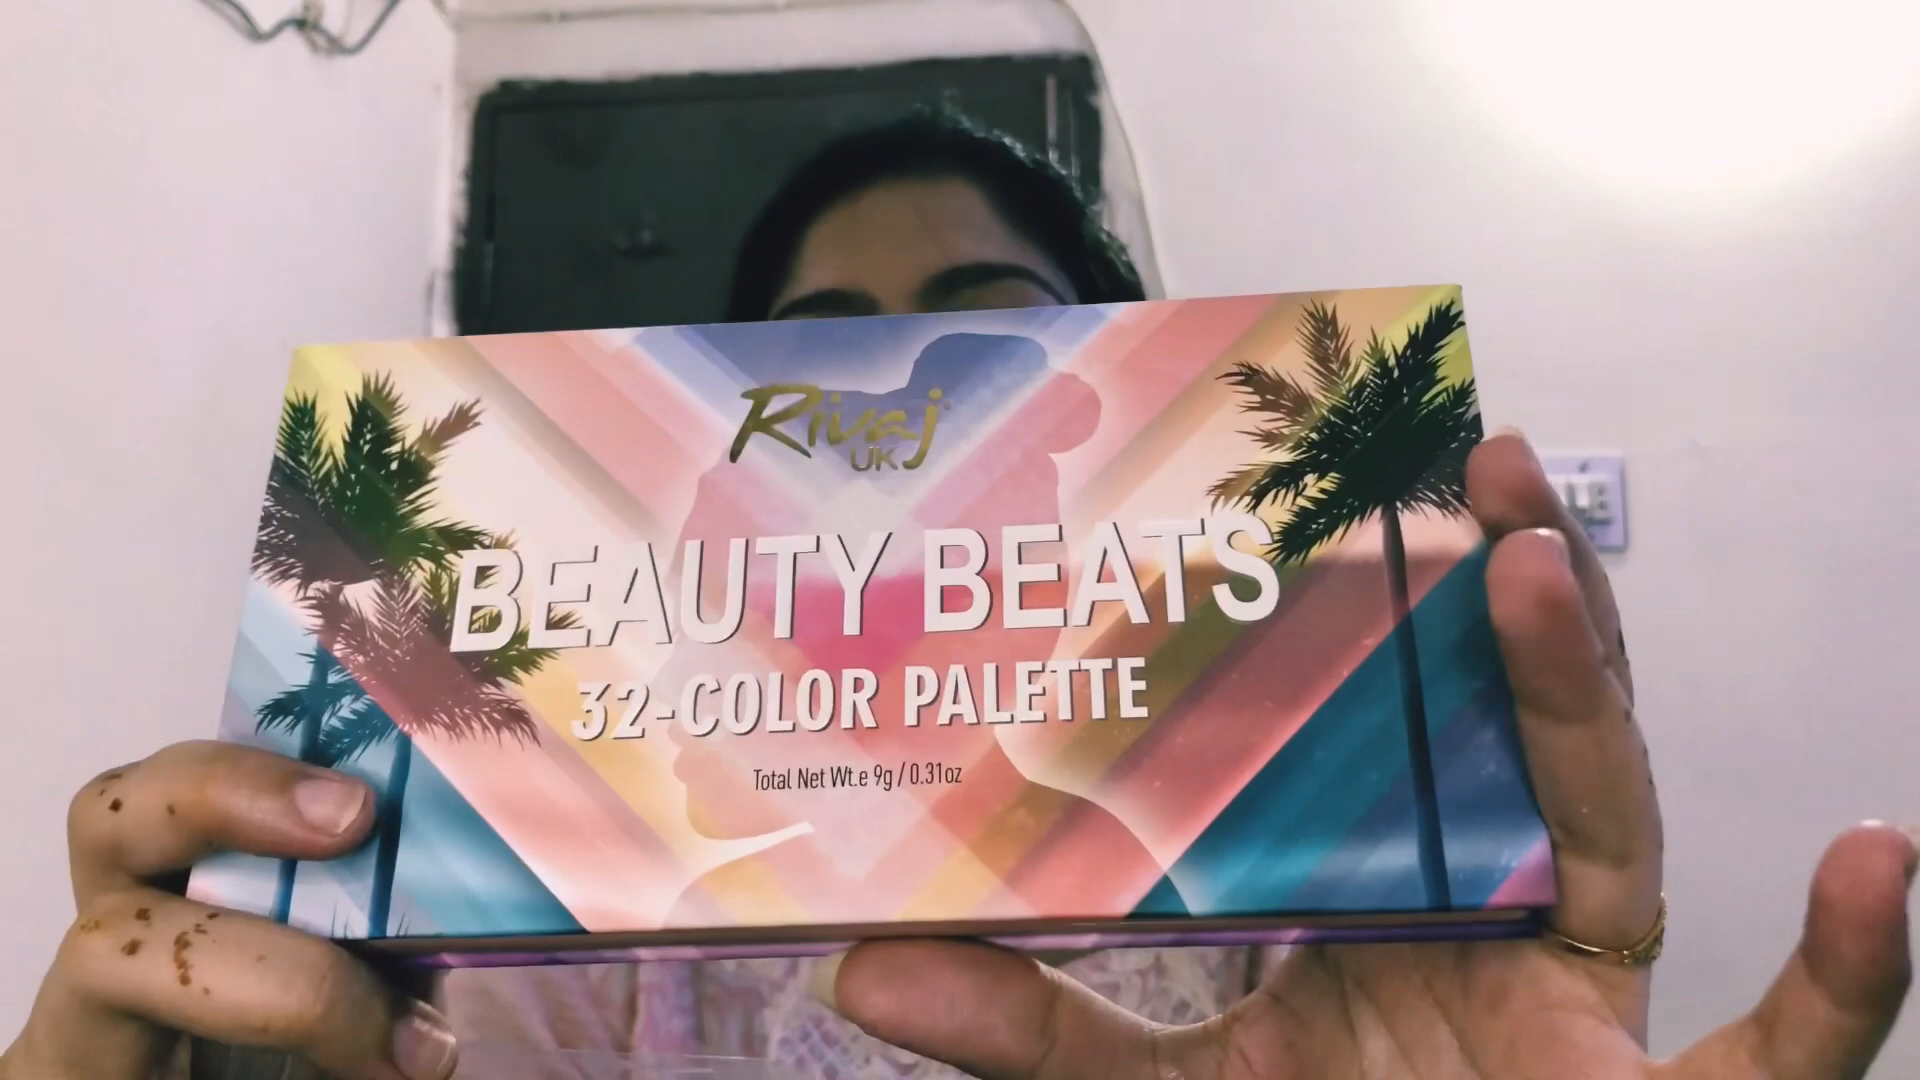 Rivaj
UK
BEAUTY BEATS
32-COLOR PALETTE
Total Net Wt.e 9g / 0.31oz